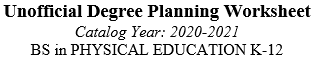 Unofficial Degree Planning Worksheet
Catalog Year: 2020-2021
BS in PHYSICAL EDUCATION K-12